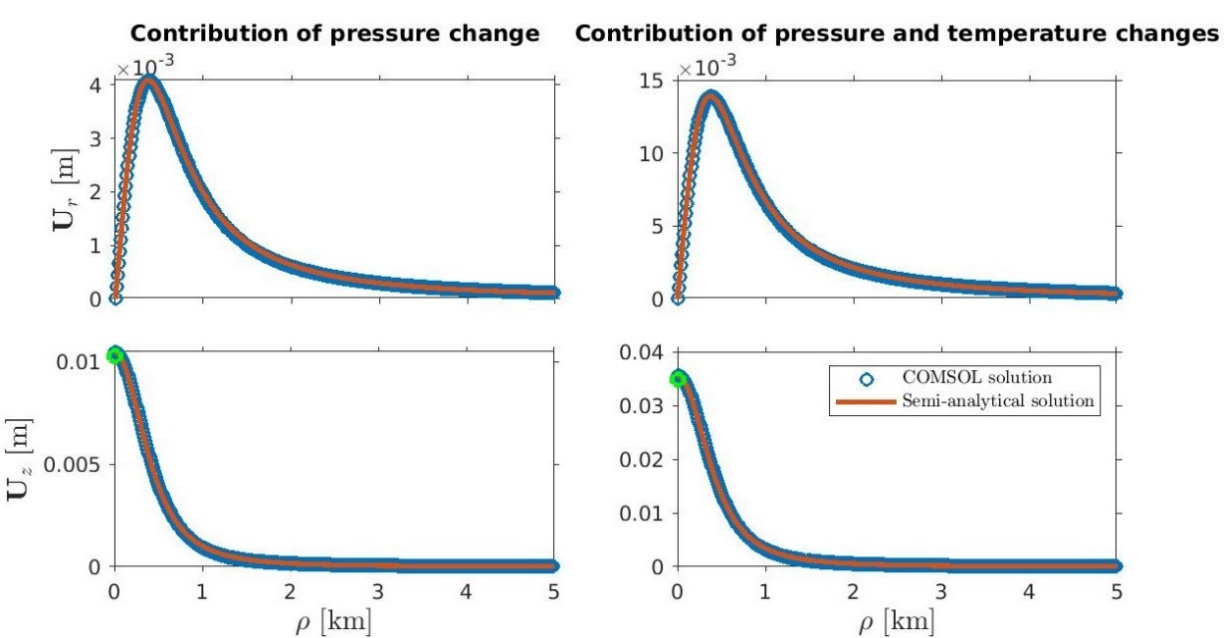 Contribution of pressure change
Contribution of pressure and temperature changes
×10⁻³
4
3
2
1
0
U_r [m]
0.01
0.005
0
U_z [m]
0 1 2 3 4 5
ρ [km]
×10⁻³
15
10
5
0
0.04
0.03
0.02
0.01
0
COMSOL solution
Semi-analytical solution
0 1 2 3 4 5
ρ [km]